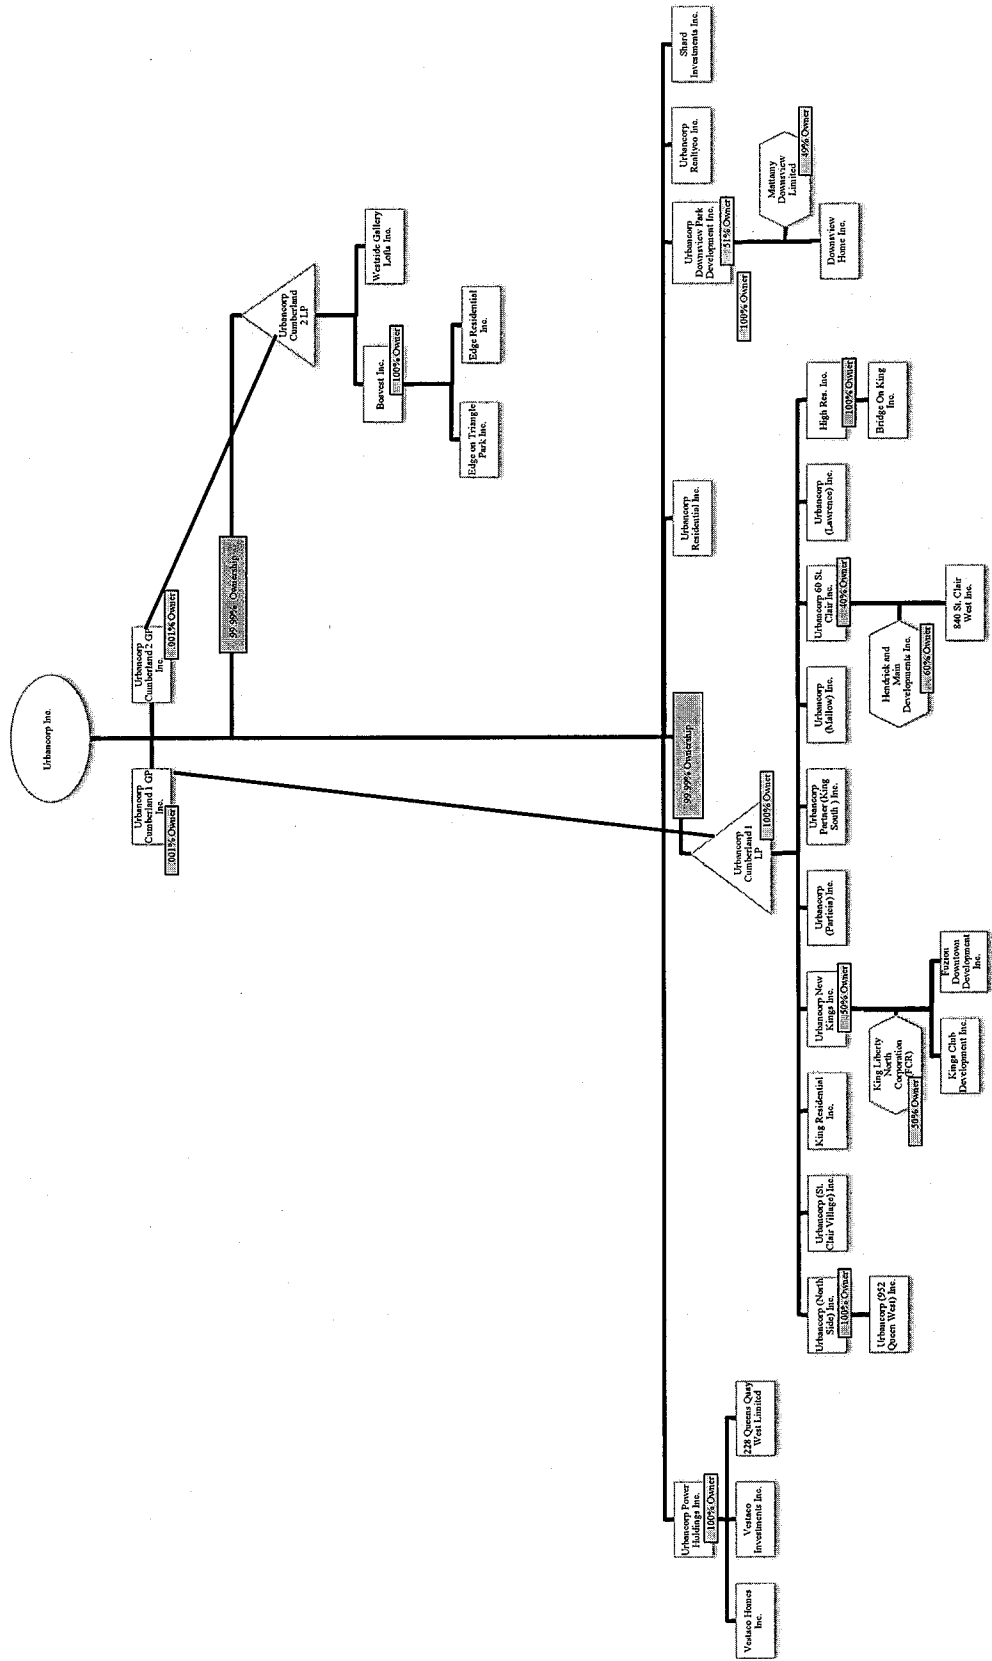 Urbancorp Inc.
Urbancorp
Cumberland 1 GP
Inc.
.001% Owner
Urbancorp
Cumberland 2 GP
Inc.
.001% Owner
99.99% Ownership
Urbancorp
Cumberland
2 LP
Bosvest Inc.
100% Owner
Westside Gallery
Lofts Inc.
Edge on Triangle
Park Inc.
Edge Residential
Inc.
Urbancorp Power
Holdings Inc.
100% Owner
Vestaco Homes
Inc.
Vestaco
Investments Inc.
228 Queens Quay
West Limited
99.99% Ownership
Urbancorp
Cumberland 1
LP
100% Owner
Urbancorp
Residential Inc.
Urbancorp
Downsview Park
Development Inc.
51% Owner
100% Owner
Mattamy
Downsview
Limited
49% Owner
Downsview
Home Inc.
Urbancorp
Realtyco Inc.
Shard
Investments Inc.
Urbancorp (North
Side) Inc.
100% Owner
Urbancorp (952
Queen West) Inc.
Urbancorp (St.
Clair Village) Inc.
King Residential
Inc.
Urbancorp New
Kings Inc.
50% Owner
King Liberty
North
Corporation
(FCR)
50% Owner
Kings Club
Development Inc.
Fuzion
Downtown
Development
Inc.
Urbancorp
(Particia) Inc.
Urbancorp
Partner (King
South ) Inc.
Urbancorp
(Mallow) Inc.
Urbancorp 60 St.
Clair Inc.
40% Owner
Hendrick and
Main
Developments Inc.
60% Owner
840 St. Clair
West Inc.
Urbancorp
(Lawrence) Inc.
High Res. Inc.
100% Owner
Bridge On King
Inc.